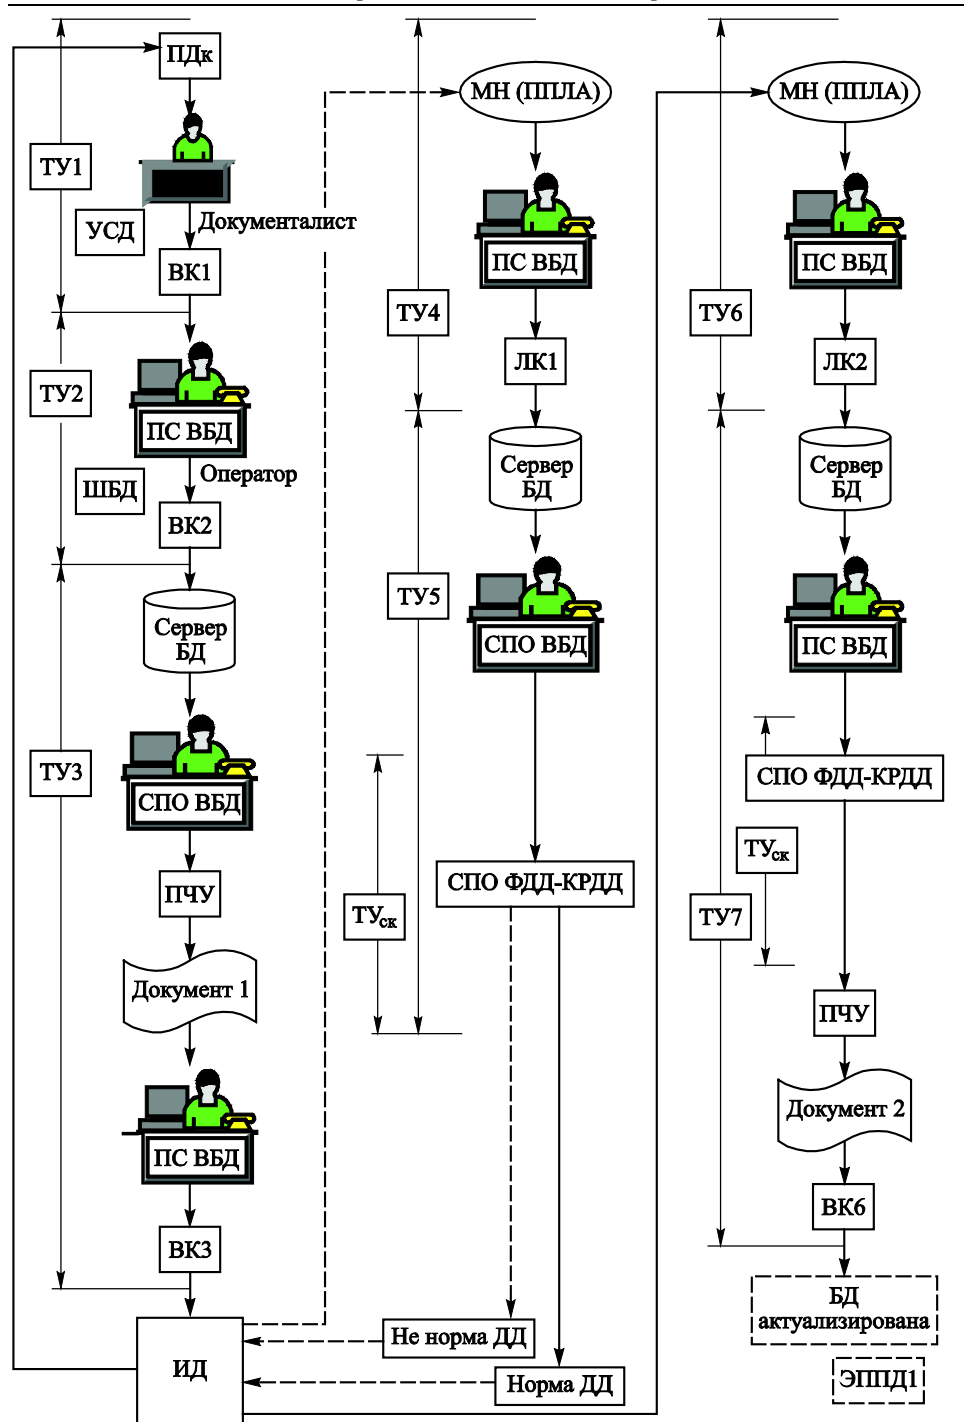 ПДк
ТУ1
УСД
Документалист
ВК1
ТУ2
ПС ВБД
Оператор
ШБД
ВК2
Сервер
БД
ТУ3
СПО ВБД
ПЧУ
Документ 1
ПС ВБД
ВК3
ИД
МН (ППЛА)
ПС ВБД
ТУ4
ЛК1
Сервер
БД
ТУ5
СПО ВБД
СПО ФДД-КРДД
ТУск
Не норма ДД
Норма ДД
МН (ППЛА)
ПС ВБД
ТУ6
ЛК2
Сервер
БД
ПС ВБД
СПО ФДД-КРДД
ТУск
ТУ7
ПЧУ
Документ 2
ВК6
БД
актуализирована
ЭППД1